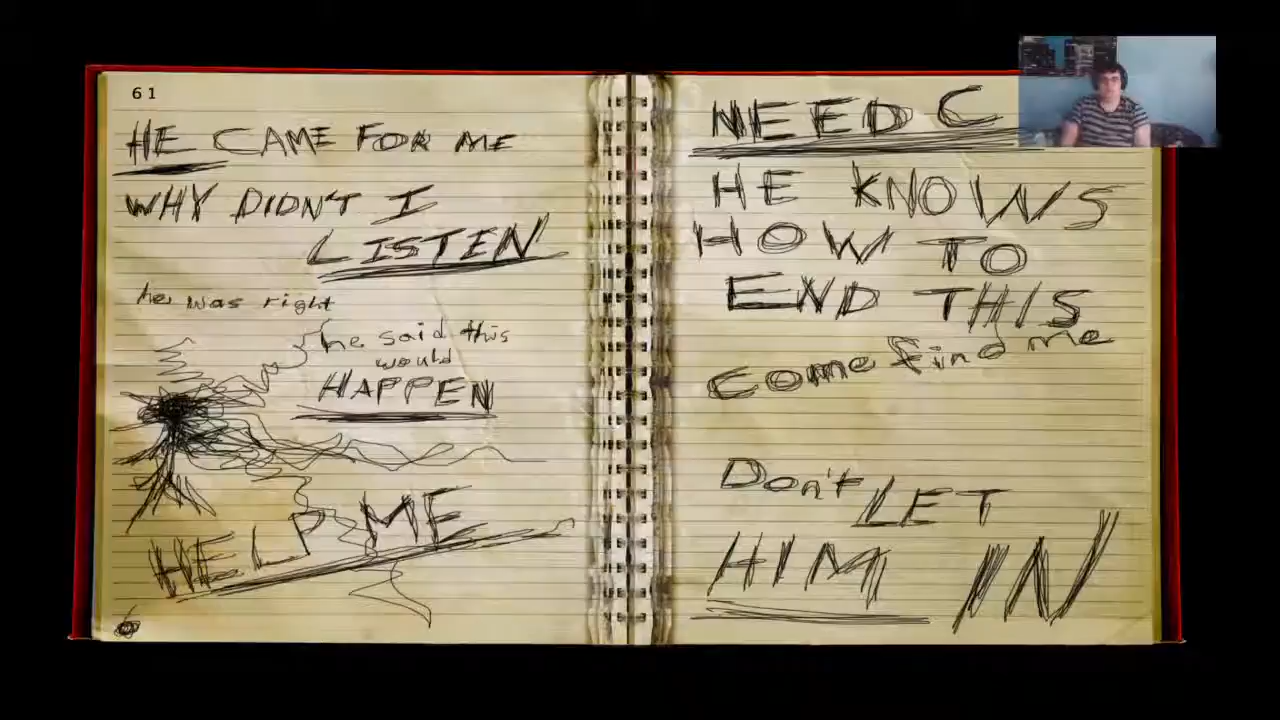 61
HE CAME FOR ME
WHY DIDN'T I
LISTEN
he was right
he said this
would
HAPPEN
HELP ME
NEED C
HE KNOWS
HOW TO
END THIS
come find me
Don't LET
HIM IN